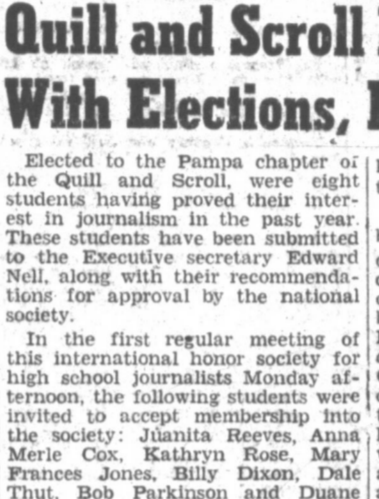 Quill and Scroll
With Elections,
Elected to the Pampa chapter of
the Quill and Scroll, were eight
students having proved their inter-
est in journalism in the past year.
These students have been submitted
to the Executive secretary Edward
Nell, along with their recommenda-
tions for approval by the national
society.
In the first regular meeting of
this international honor society for
high school journalists Monday af-
ternoon, the following students were
invited to accept membership into
the society: Juanita Reeves, Anna
Merle Cox, Kathryn Rose, Mary
Frances Jones, Billy Dixon, Dale
Thut, Bob Parkinson and Duane